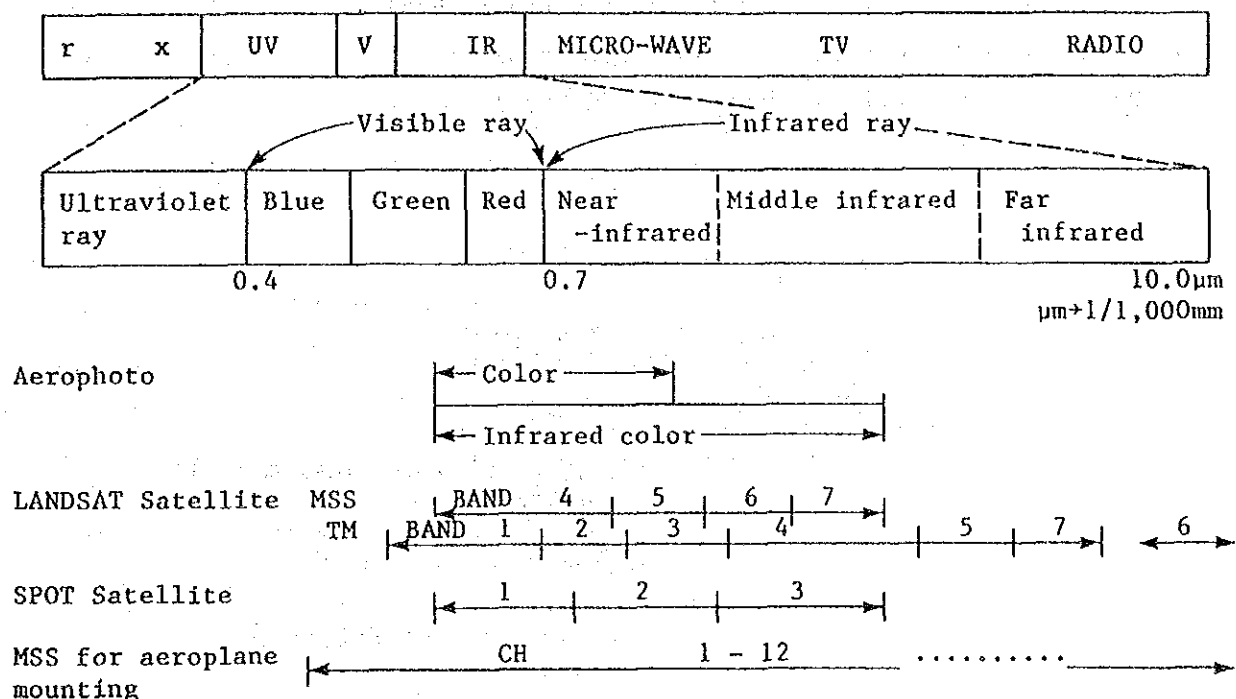 r x UV V IR MICRO-WAVE TV RADIO
Visible ray Infrared ray
Ultraviolet ray Blue Green Red Near -infrared Middle infrared Far infrared
0.4 0.7 10.0μm
μm→1/1,000mm
Aerophoto Color
Infrared color
LANDSAT Satellite MSS BAND 4 5 6 7
TM BAND 1 2 3 4 5 7 6
SPOT Satellite 1 2 3
MSS for aeroplane mounting CH 1 - 12 ..........